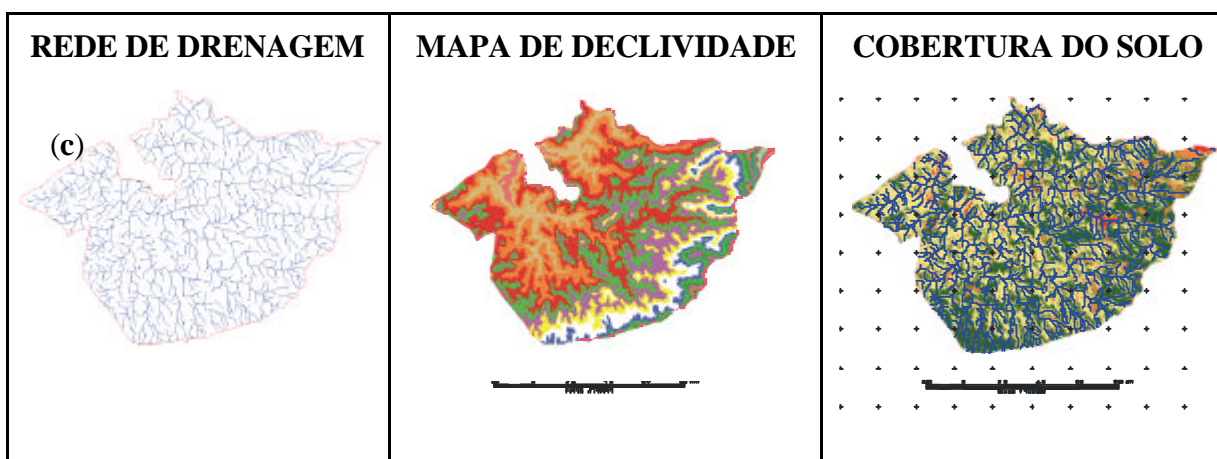 REDE DE DRENAGEM
MAPA DE DECLIVIDADE
COBERTURA DO SOLO
(c)